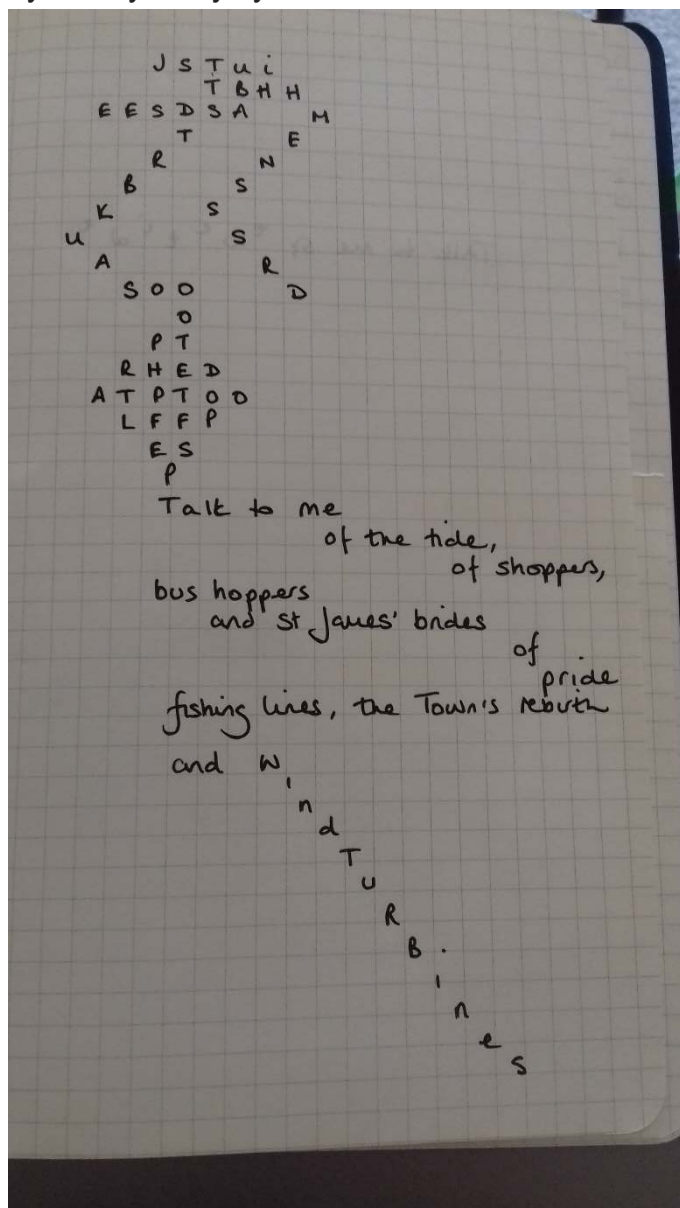 J S T u i
T B H H
E E S D S A M
T E
R N
B S
K S
u S
A R
S O O D
O
P T
R H E D
A T P T O O
L F F P
E S
P
Talk to me
of the tide,
of shoppers,
bus hoppers
and St James' brides
of
pride
fishing lines, the Town's rebirth
and W
i
n
d
T
u
R
B
i
n
e
s